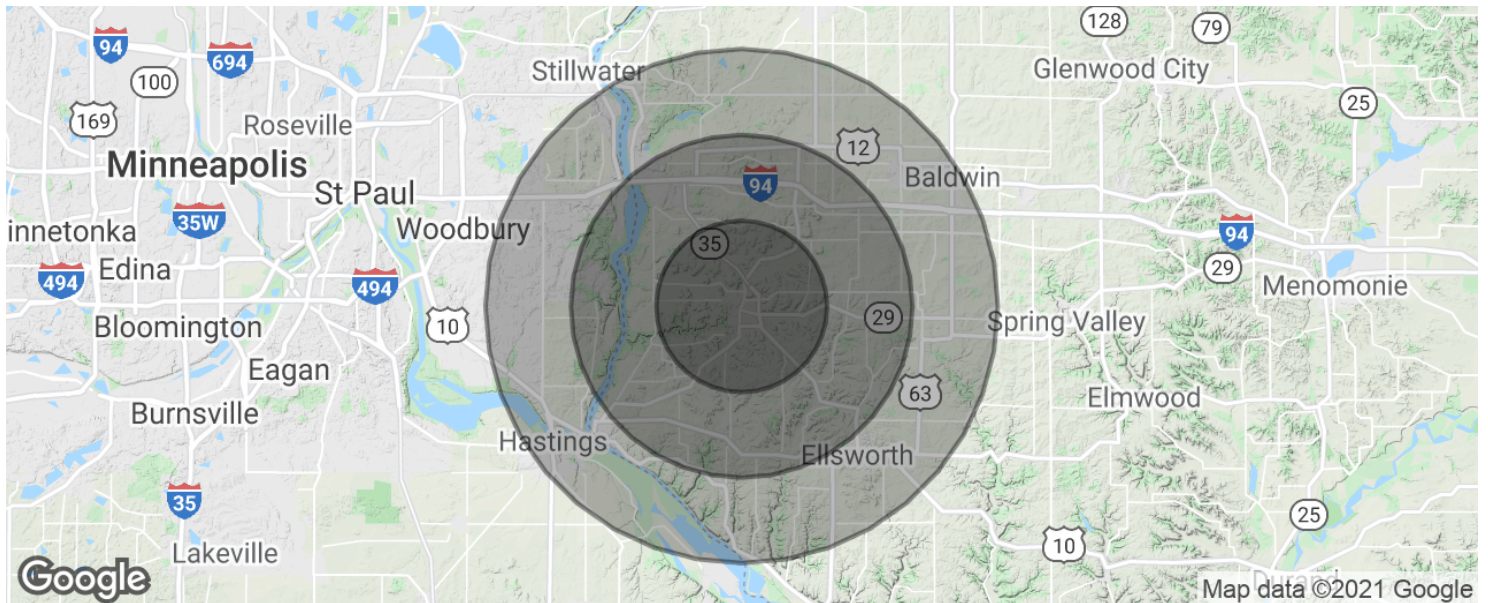 128
79
94
694
Stillwater
Glenwood City
100
25
169
Roseville
12
Minneapolis
94
Baldwin
St Paul
35W
innetonka
Woodbury
35
94
Edina
29
494
494
Menomonie
Bloomington
10
29
Spring Valley
Eagan
63
Elmwood
Burnsville
Hastings
Ellsworth
35
25
Lakeville
10
Google
Durand
Map data ©2021 Google